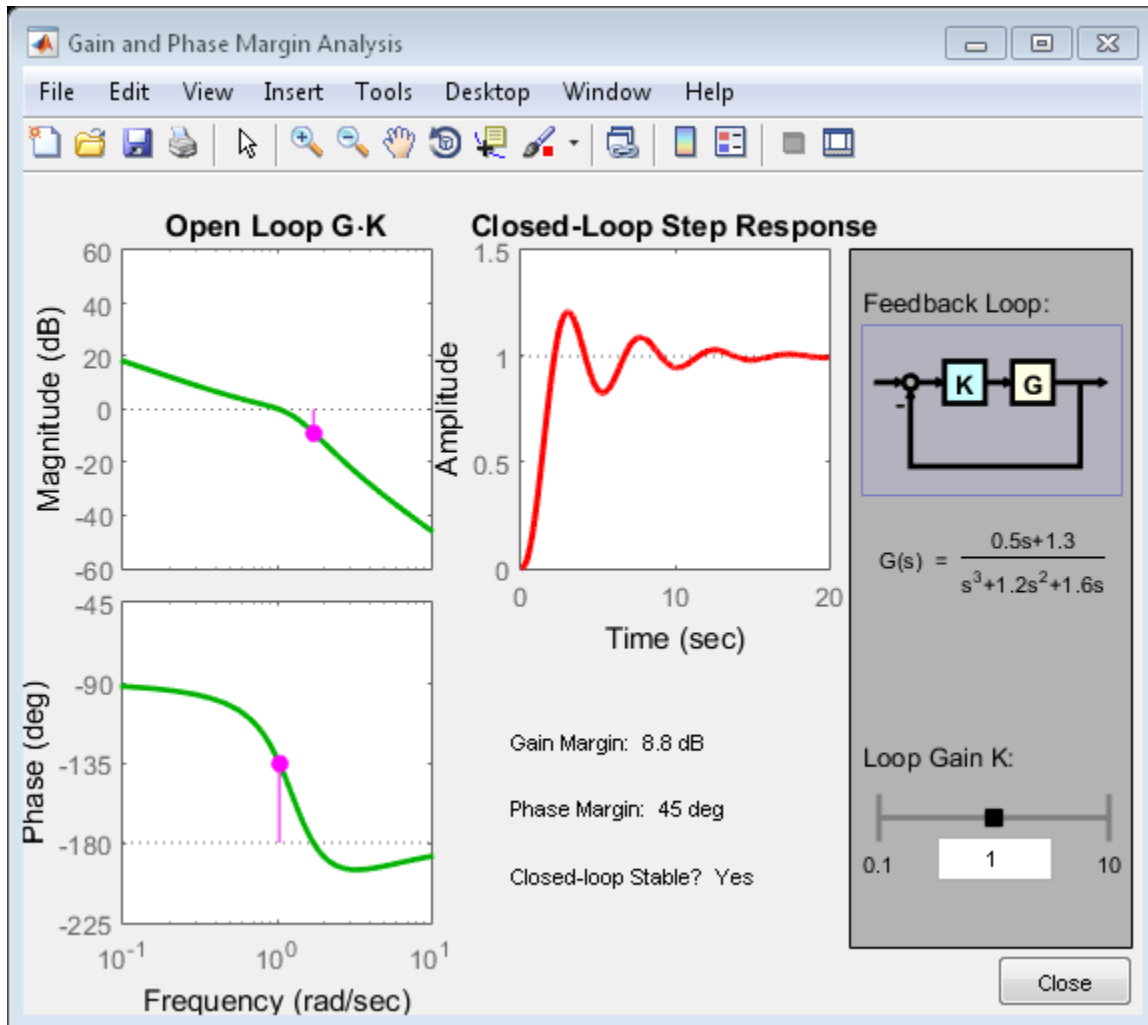 Gain and Phase Margin Analysis
File Edit View Insert Tools Desktop Window Help
Open Loop G·K
Magnitude (dB)
60
40
20
0
-20
-40
-60
Phase (deg)
-45
-90
-135
-180
-225
10^-1 10^0 10^1
Frequency (rad/sec)
Closed-Loop Step Response
Amplitude
1.5
1
0.5
0
0 10 20
Time (sec)
Gain Margin: 8.8 dB
Phase Margin: 45 deg
Closed-loop Stable? Yes
Feedback Loop:
K G
-
0.5s+1.3
G(s) =
s^3+1.2s^2+1.6s
Loop Gain K:
0.1 1 10
Close